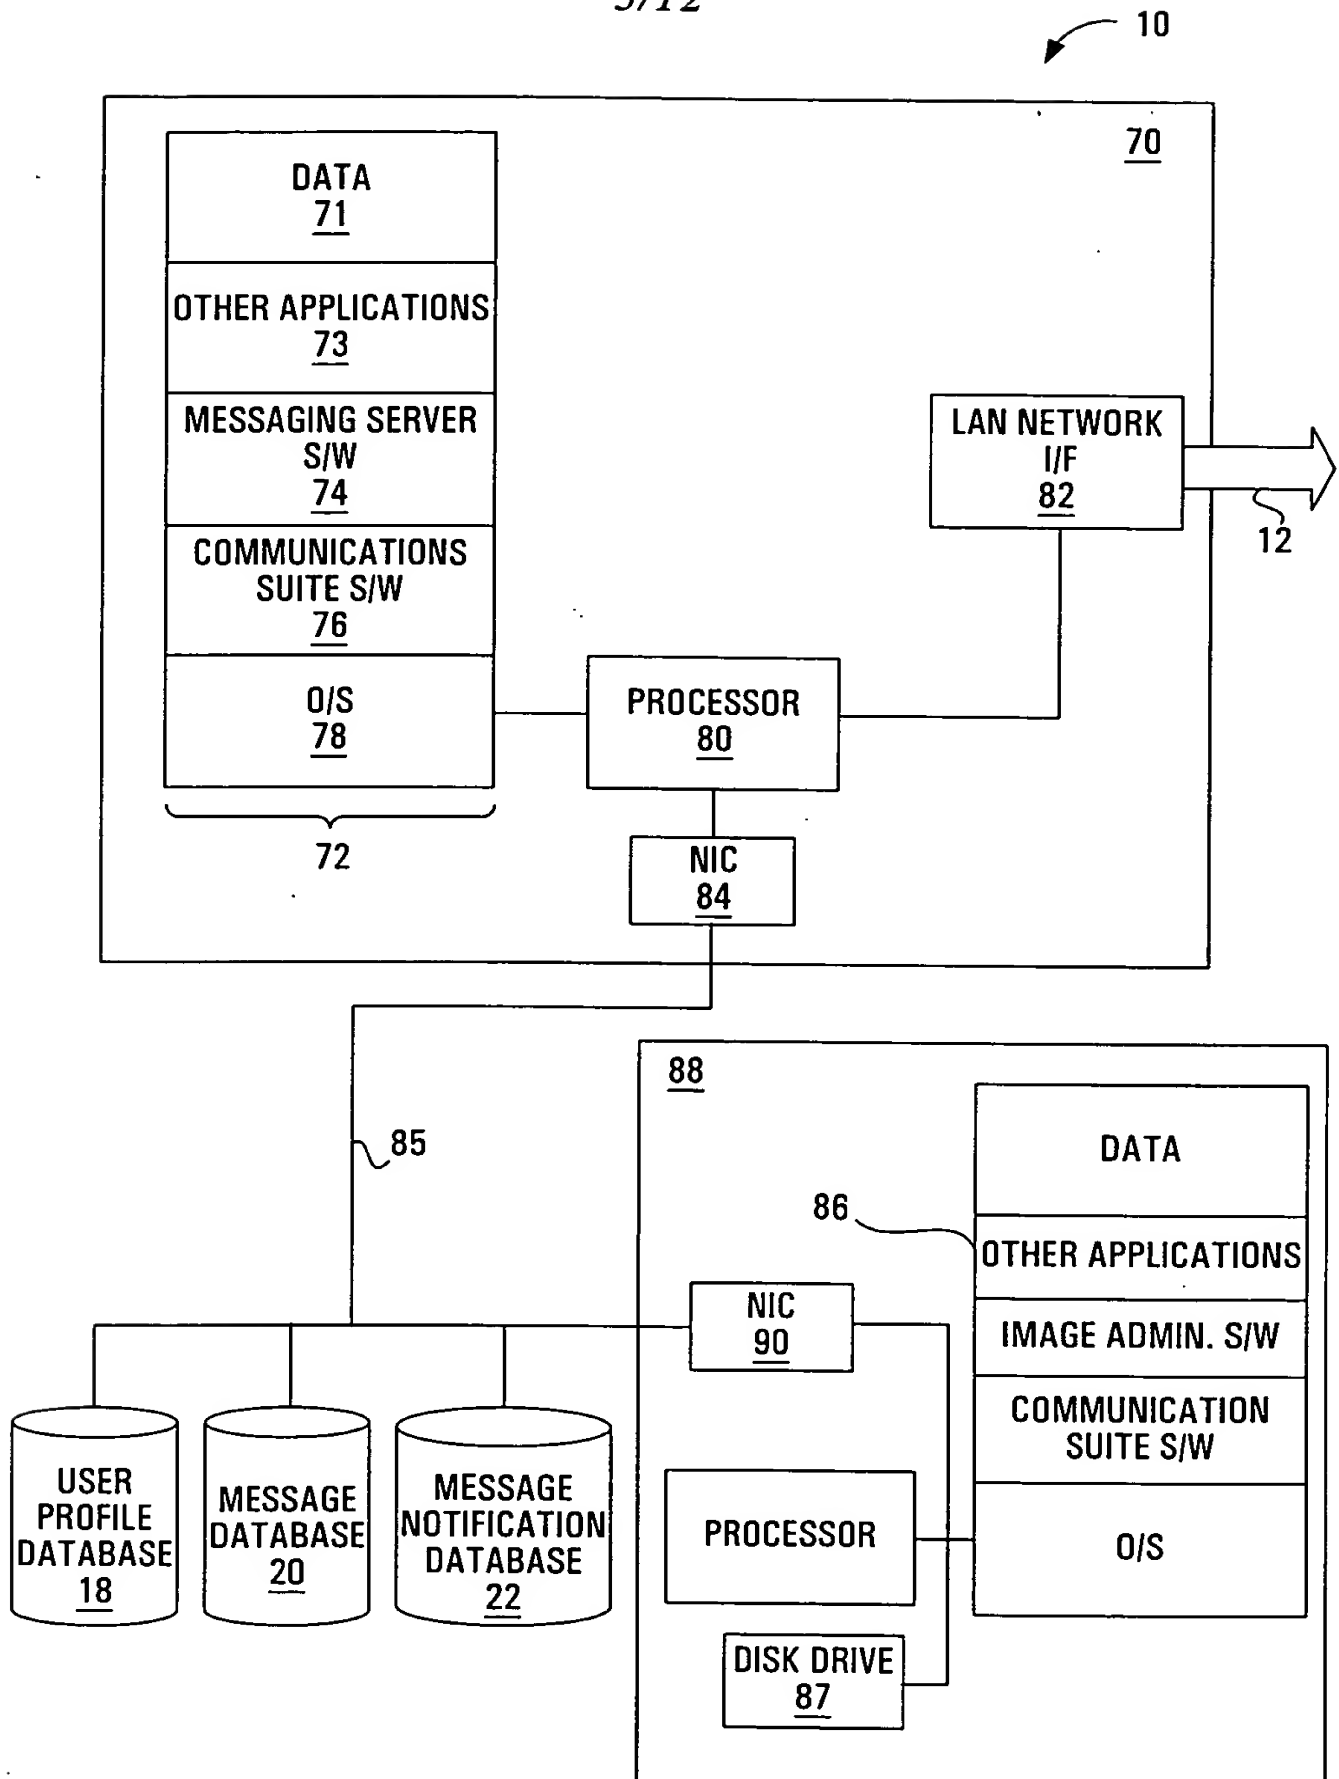 3/12
10
70
DATA
71
OTHER APPLICATIONS
73
MESSAGING SERVER
S/W
74
COMMUNICATIONS
SUITE S/W
76
O/S
78
72
PROCESSOR
80
NIC
84
LAN NETWORK
I/F
82
12
85
88
DATA
86
OTHER APPLICATIONS
IMAGE ADMIN. S/W
COMMUNICATION
SUITE S/W
O/S
NIC
90
PROCESSOR
DISK DRIVE
87
USER
PROFILE
DATABASE
18
MESSAGE
DATABASE
20
MESSAGE
NOTIFICATION
DATABASE
22